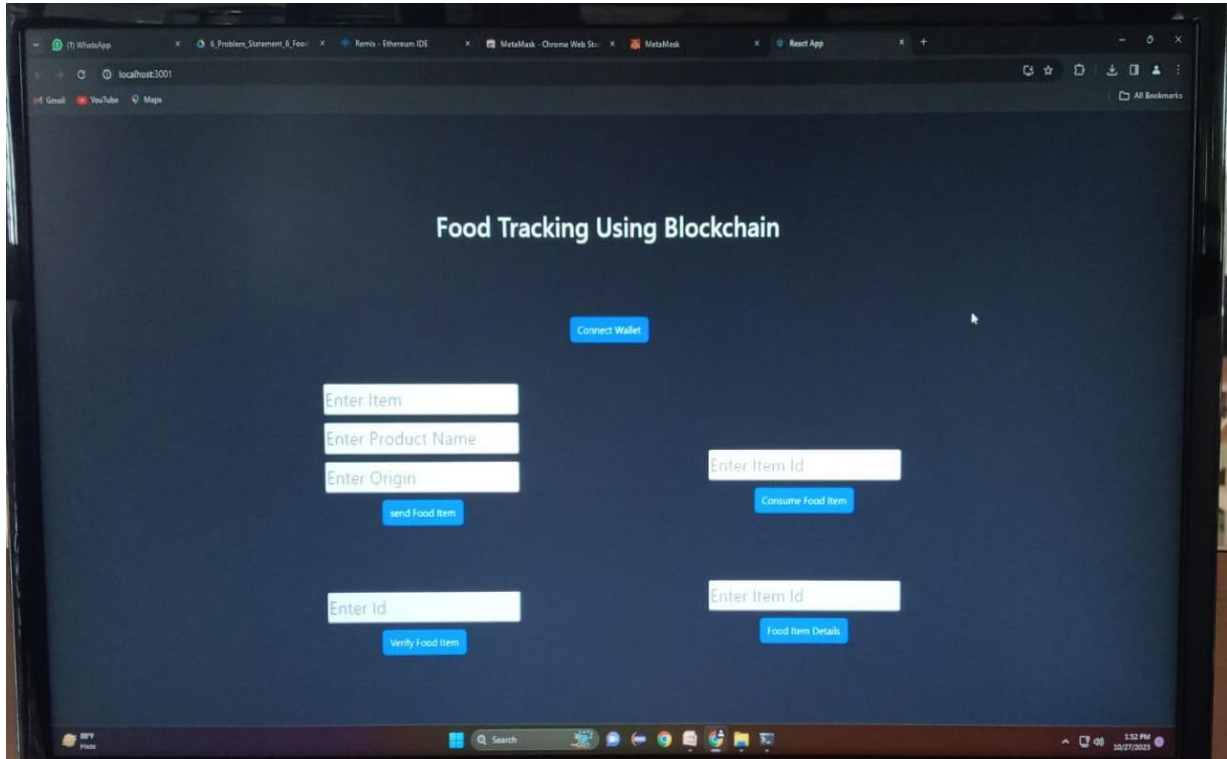 (1) WhatsApp
6_Problem_Statement_6_Foo
Remix - Ethereum IDE
MetaMask - Chrome Web Sto
MetaMask
React App
localhost:3001
Gmail
YouTube
Maps
All Bookmarks
Food Tracking Using Blockchain
Connect Wallet
Enter Item
Enter Product Name
Enter Origin
send Food Item
Enter Item Id
Consume Food Item
Enter Id
Verify Food Item
Enter Item Id
Food Item Details
88°F
Haze
Search
1:52 PM
10/27/2023